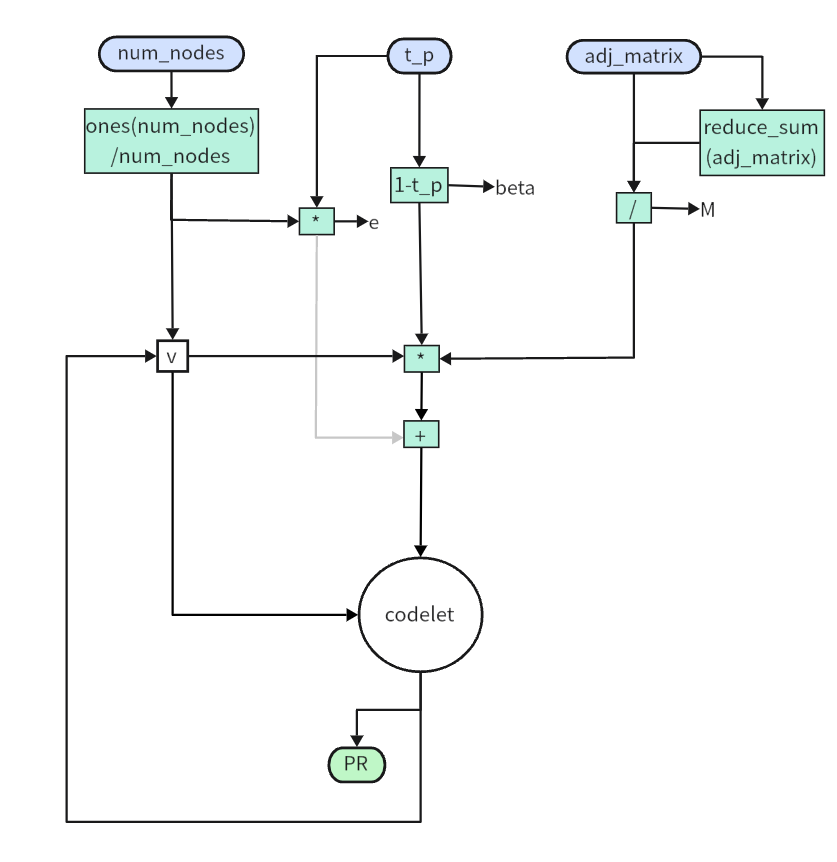 num_nodes
t_p
adj_matrix
ones(num_nodes)
/num_nodes
reduce_sum
(adj_matrix)
1-t_p
beta
*
e
/
M
v
*
+
codelet
PR